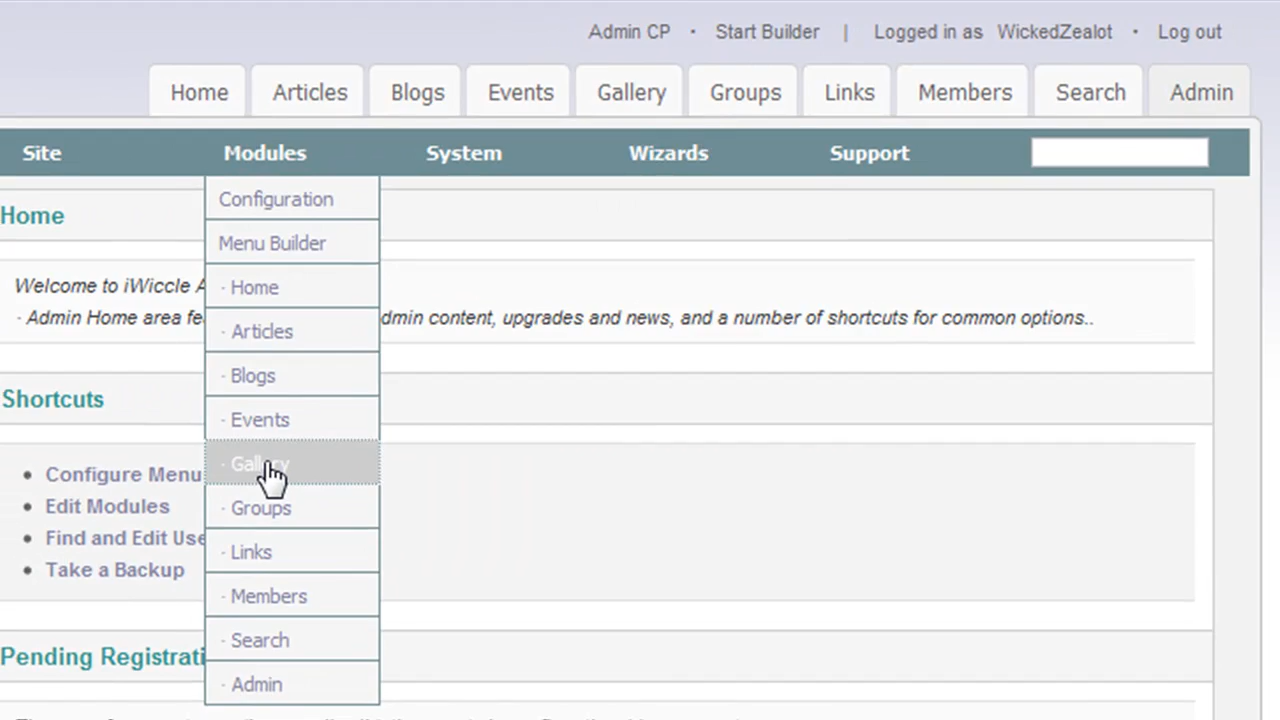 Admin CP · Start Builder | Logged in as WickedZealot · Log out
Home Articles Blogs Events Gallery Groups Links Members Search Admin
Site Modules System Wizards Support
Configuration
Menu Builder
· Home
· Articles
· Blogs
· Events
· Gallery
· Groups
· Links
· Members
· Search
· Admin
Home
Welcome to iWiccle A
· Admin Home area fe dmin content, upgrades and news, and a number of shortcuts for common options..
Shortcuts
• Configure Menu
• Edit Modules
• Find and Edit Use
• Take a Backup
Pending Registrati